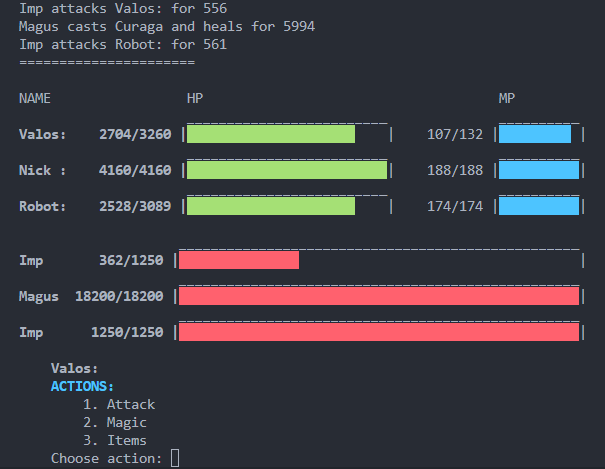 Imp attacks Valos: for 556
Magus casts Curaga and heals for 5994
Imp attacks Robot: for 561
======================
NAME HP MP
Valos: 2704/3260 | | 107/132 | |
Nick : 4160/4160 | | 188/188 | |
Robot: 2528/3089 | | 174/174 | |
Imp 362/1250 | |
Magus 18200/18200 | |
Imp 1250/1250 | |
Valos:
ACTIONS:
1. Attack
2. Magic
3. Items
Choose action: